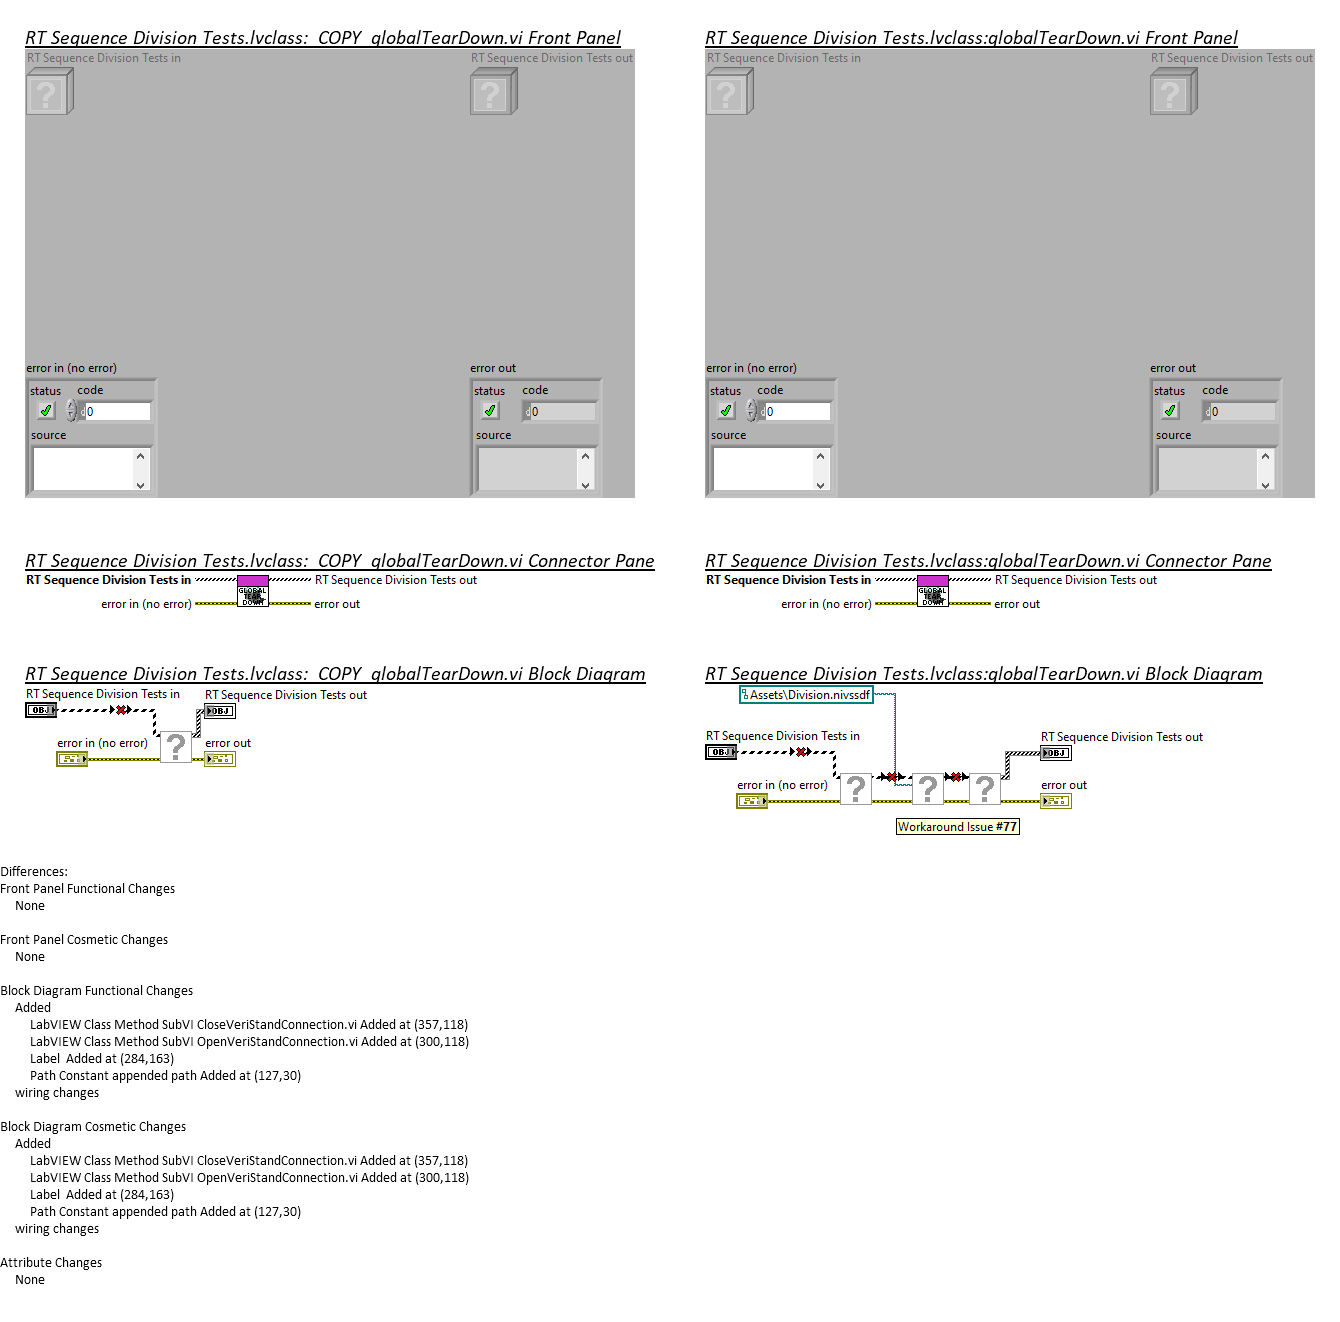 RT Sequence Division Tests.lvclass:_COPY_globalTearDown.vi Front Panel
RT Sequence Division Tests in
RT Sequence Division Tests out
error in (no error)
error out
status code
0
source
status code
0
source
RT Sequence Division Tests.lvclass:globalTearDown.vi Front Panel
RT Sequence Division Tests in
RT Sequence Division Tests out
error in (no error)
error out
status code
0
source
status code
0
source
RT Sequence Division Tests.lvclass:_COPY_globalTearDown.vi Connector Pane
RT Sequence Division Tests in
RT Sequence Division Tests out
GLOBAL
TEAR
DOWN
error in (no error)
error out
RT Sequence Division Tests.lvclass:globalTearDown.vi Connector Pane
RT Sequence Division Tests in
RT Sequence Division Tests out
GLOBAL
TEAR
DOWN
error in (no error)
error out
RT Sequence Division Tests.lvclass:_COPY_globalTearDown.vi Block Diagram
RT Sequence Division Tests in
RT Sequence Division Tests out
OBJ
OBJ
error in (no error)
error out
RT Sequence Division Tests.lvclass:globalTearDown.vi Block Diagram
Assets\Division.nivssdf
RT Sequence Division Tests in
RT Sequence Division Tests out
OBJ
OBJ
error in (no error)
error out
Workaround Issue #77
Differences:
Front Panel Functional Changes
None
Front Panel Cosmetic Changes
None
Block Diagram Functional Changes
Added
LabVIEW Class Method SubVI CloseVeriStandConnection.vi Added at (357,118)
LabVIEW Class Method SubVI OpenVeriStandConnection.vi Added at (300,118)
Label  Added at (284,163)
Path Constant appended path Added at (127,30)
wiring changes
Block Diagram Cosmetic Changes
Added
LabVIEW Class Method SubVI CloseVeriStandConnection.vi Added at (357,118)
LabVIEW Class Method SubVI OpenVeriStandConnection.vi Added at (300,118)
Label  Added at (284,163)
Path Constant appended path Added at (127,30)
wiring changes
Attribute Changes
None